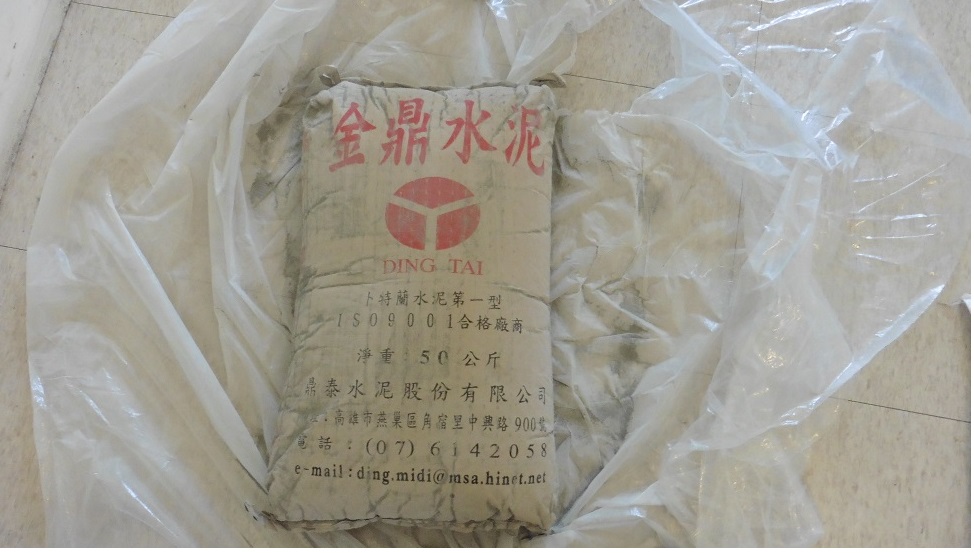 金鼎水泥
DING TAI
卜特蘭水泥第一型
ISO9001合格廠商
淨重:50公斤
鼎泰水泥股份有限公司
址:高雄市燕巢區角宿里中興路900號
電話:(07)6142058
e-mail:ding.midi@msa.hinet.net